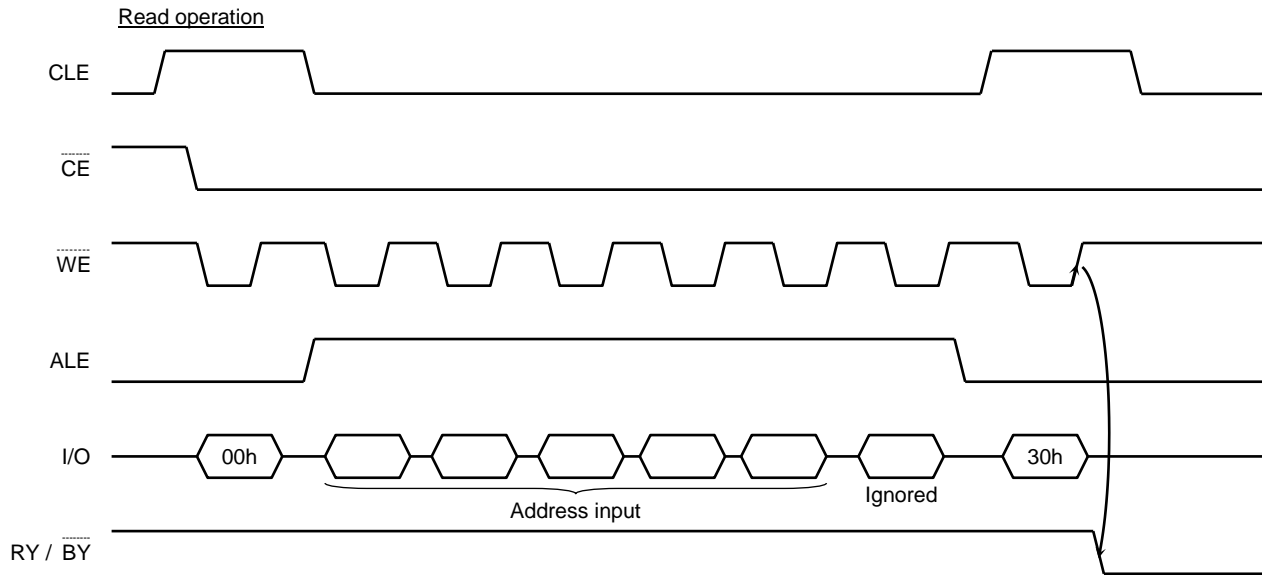 Read operation
CLE
CE
WE
ALE
I/O
00h
30h
Address input
Ignored
RY / BY